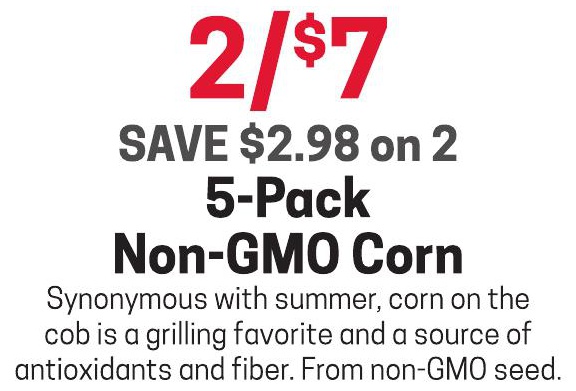 2/$7
SAVE $2.98 on 2
5-Pack
Non-GMO Corn
Synonymous with summer, corn on the
cob is a grilling favorite and a source of
antioxidants and fiber. From non-GMO seed.